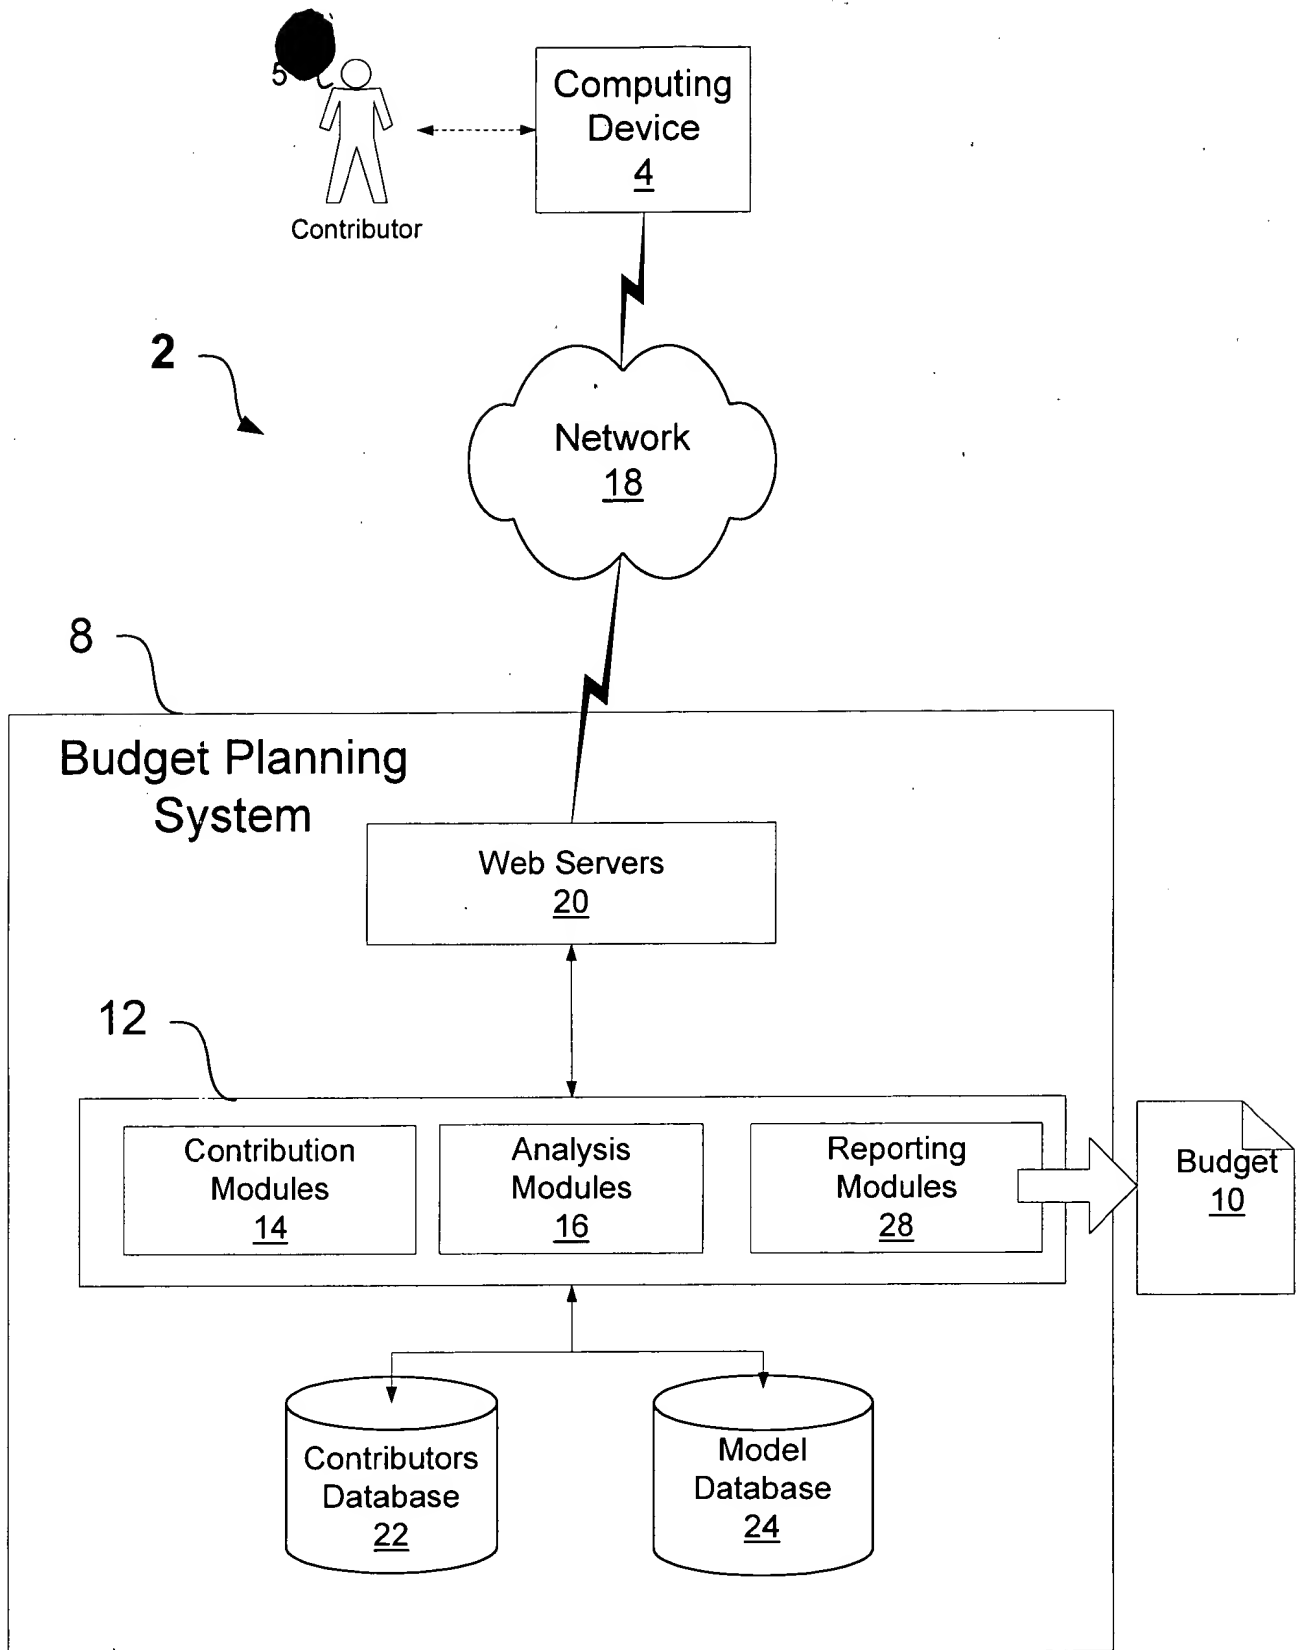 5
Computing
Device
4
Contributor
2
Network
18
8
Budget Planning
System
Web Servers
20
12
Contribution
Modules
14
Analysis
Modules
16
Reporting
Modules
28
Budget
10
Contributors
Database
22
Model
Database
24